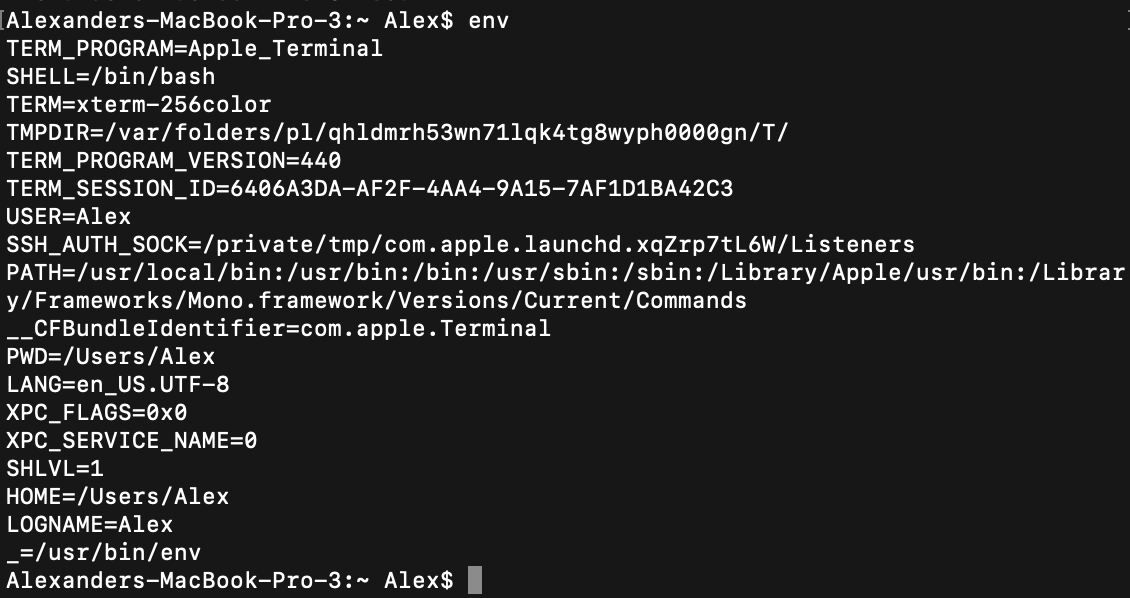 [Alexanders-MacBook-Pro-3:~ Alex$ env
TERM_PROGRAM=Apple_Terminal
SHELL=/bin/bash
TERM=xterm-256color
TMPDIR=/var/folders/pl/qhldmrh53wn71lqk4tg8wyph0000gn/T/
TERM_PROGRAM_VERSION=440
TERM_SESSION_ID=6406A3DA-AF2F-4AA4-9A15-7AF1D1BA42C3
USER=Alex
SSH_AUTH_SOCK=/private/tmp/com.apple.launchd.xqZrp7tL6W/Listeners
PATH=/usr/local/bin:/usr/bin:/bin:/usr/sbin:/sbin:/Library/Apple/usr/bin:/Librar
y/Frameworks/Mono.framework/Versions/Current/Commands
__CFBundleIdentifier=com.apple.Terminal
PWD=/Users/Alex
LANG=en_US.UTF-8
XPC_FLAGS=0x0
XPC_SERVICE_NAME=0
SHLVL=1
HOME=/Users/Alex
LOGNAME=Alex
_=/usr/bin/env
Alexanders-MacBook-Pro-3:~ Alex$